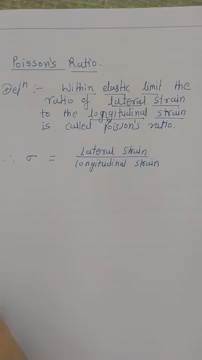 Poisson's Ratio.
Defⁿ :- Within elastic limit the
ratio of lateral strain
to the longitudinal strain
is called poission's ratio.
∴ σ = Lateral strain / longitudinal strain